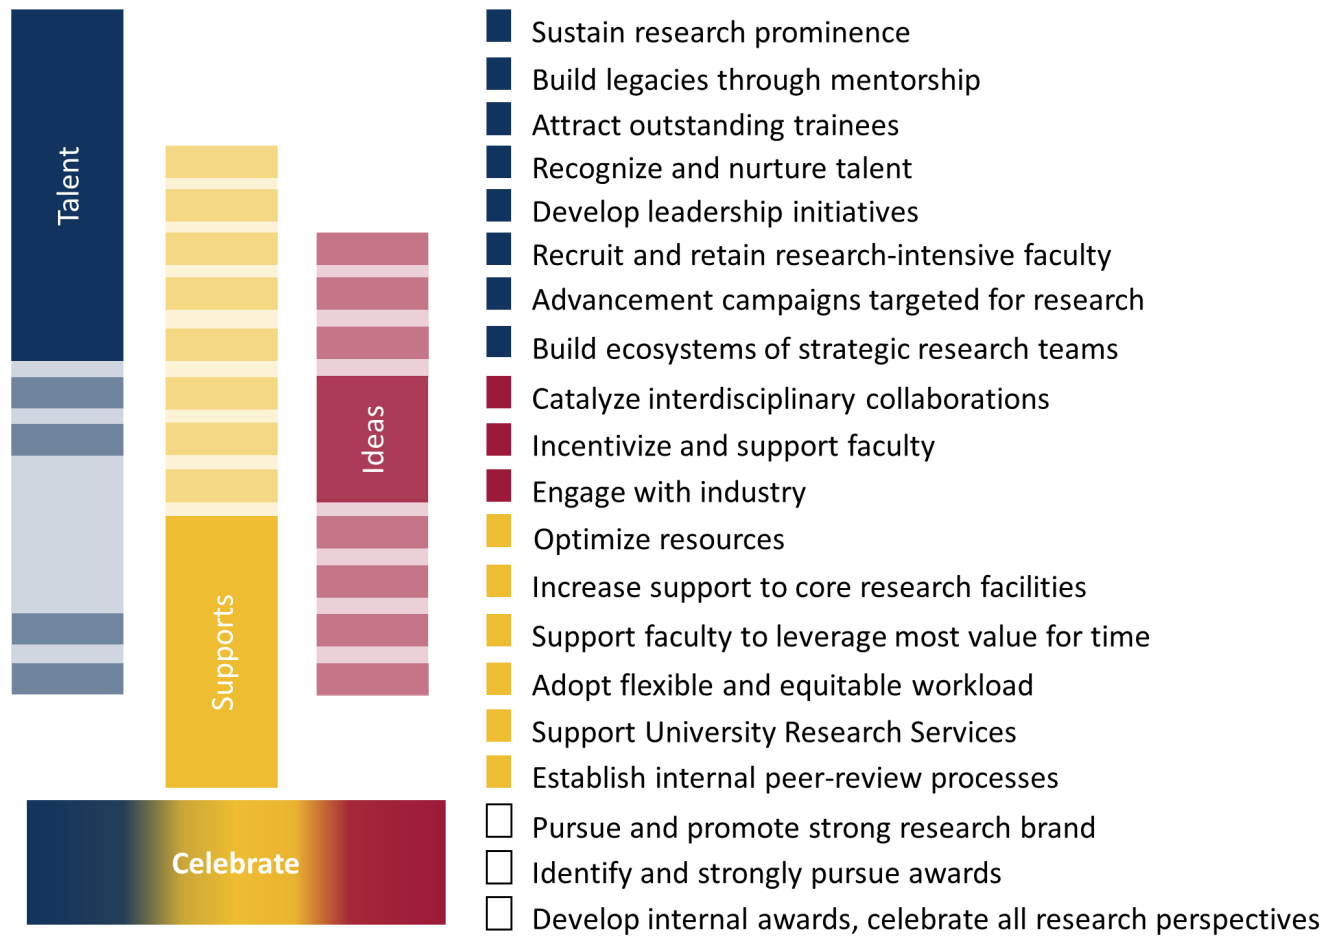 Talent
Supports
Ideas
Celebrate
Sustain research prominence
Build legacies through mentorship
Attract outstanding trainees
Recognize and nurture talent
Develop leadership initiatives
Recruit and retain research-intensive faculty
Advancement campaigns targeted for research
Build ecosystems of strategic research teams
Catalyze interdisciplinary collaborations
Incentivize and support faculty
Engage with industry
Optimize resources
Increase support to core research facilities
Support faculty to leverage most value for time
Adopt flexible and equitable workload
Support University Research Services
Establish internal peer-review processes
Pursue and promote strong research brand
Identify and strongly pursue awards
Develop internal awards, celebrate all research perspectives